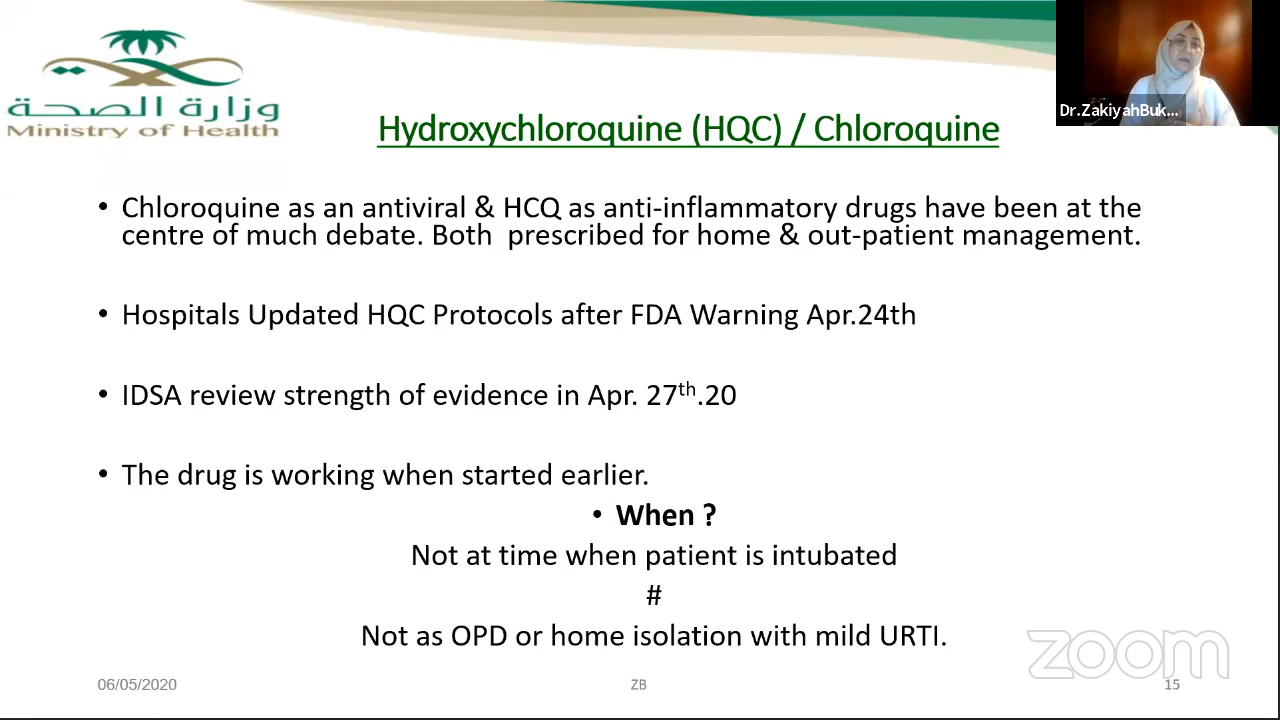 وزارة الصحة
Ministry of Health
Dr.ZakiyahBuk...
Hydroxychloroquine (HQC) / Chloroquine
• Chloroquine as an antiviral & HCQ as anti-inflammatory drugs have been at the
centre of much debate. Both prescribed for home & out-patient management.
• Hospitals Updated HQC Protocols after FDA Warning Apr.24th
• IDSA review strength of evidence in Apr. 27th.20
• The drug is working when started earlier.
• When ?
Not at time when patient is intubated
#
Not as OPD or home isolation with mild URTI.
zoom
06/05/2020
ZB
15